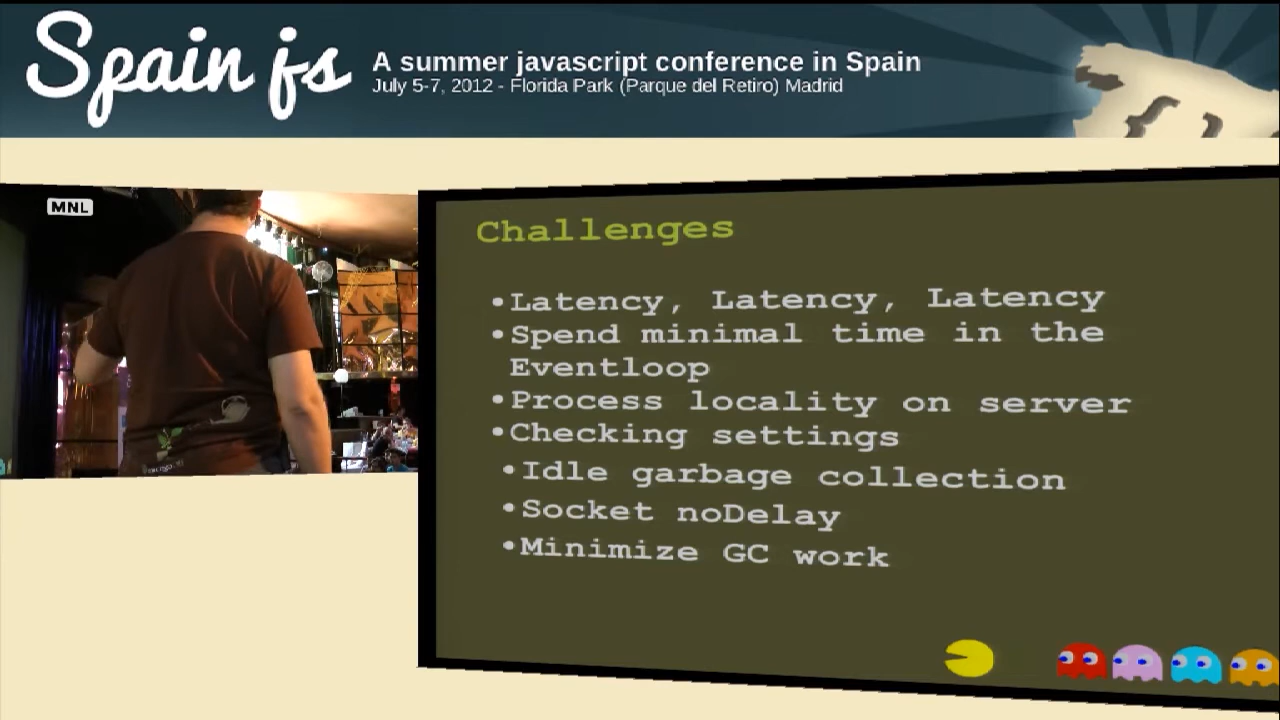 Spain js
A summer javascript conference in Spain
July 5-7, 2012 - Florida Park (Parque del Retiro) Madrid
MNL
Challenges
•Latency, Latency, Latency
•Spend minimal time in the
Eventloop
•Process locality on server
•Checking settings
•Idle garbage collection
•Socket noDelay
•Minimize GC work